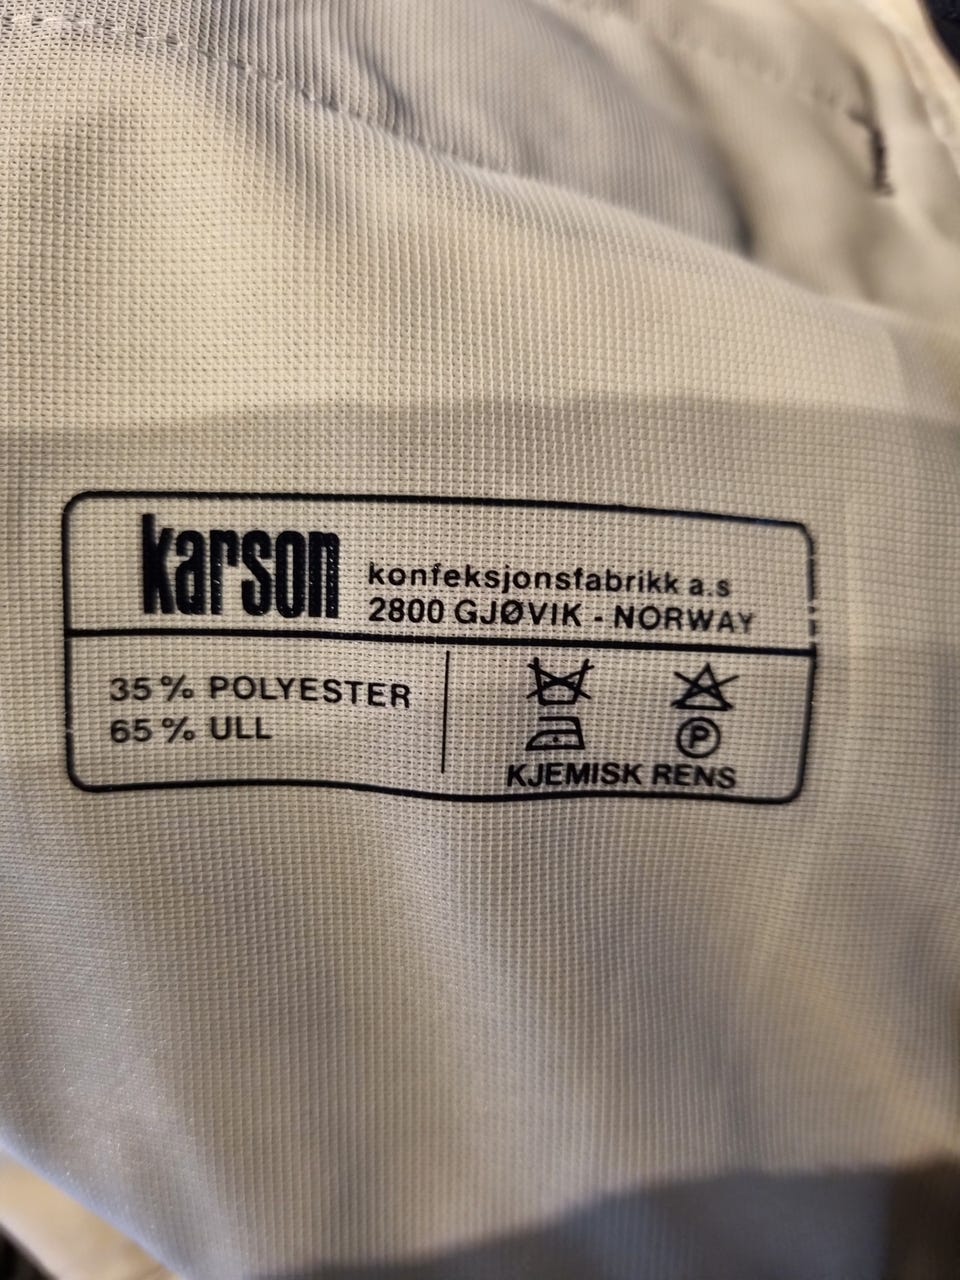 karson
konfeksjonsfabrikk a.s
2800 GJØVIK - NORWAY
35% POLYESTER
65% ULL
P
KJEMISK RENS